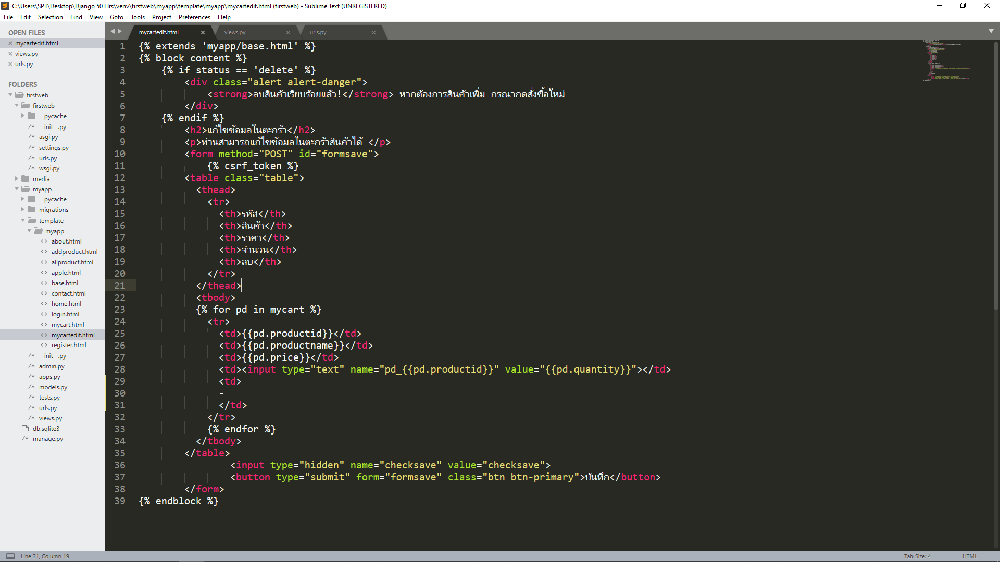 C:\Users\SPT\Desktop\Django 50 Hrs\venv\firstweb\myapp\template\myapp\mycartedit.html (firstweb) - Sublime Text (UNREGISTERED)
File Edit Selection Find View Goto Tools Project Preferences Help
OPEN FILES
mycartedit.html
views.py
urls.py
FOLDERS
firstweb
firstweb
__pycache__
/* __init__.py
/* asgi.py
/* settings.py
/* urls.py
/* wsgi.py
media
myapp
__pycache__
migrations
template
myapp
<> about.html
<> addproduct.html
<> allproduct.html
<> apple.html
<> base.html
<> contact.html
<> home.html
<> login.html
<> mycart.html
<> mycartedit.html
<> register.html
/* __init__.py
/* admin.py
/* apps.py
/* models.py
/* tests.py
/* urls.py
/* views.py
db.sqlite3
/* manage.py
mycartedit.html views.py urls.py
1 {% extends 'myapp/base.html' %}
2 {% block content %}
3 {% if status == 'delete' %}
4 <div class="alert alert-danger">
5 <strong>ลบสินค้าเรียบร้อยแล้ว!</strong> หากต้องการสินค้าเพิ่ม กรุณากดสั่งซื้อใหม่
6 </div>
7 {% endif %}
8 <h2>แก้ไขข้อมูลในตะกร้า</h2>
9 <p>ท่านสามารถแก้ไขข้อมูลในตะกร้าสินค้าได้ </p>
10 <form method="POST" id="formsave">
11 {% csrf_token %}
12 <table class="table">
13 <thead>
14 <tr>
15 <th>รหัส</th>
16 <th>สินค้า</th>
17 <th>ราคา</th>
18 <th>จำนวน</th>
19 <th>ลบ</th>
20 </tr>
21 </thead>
22 <tbody>
23 {% for pd in mycart %}
24 <tr>
25 <td>{{pd.productid}}</td>
26 <td>{{pd.productname}}</td>
27 <td>{{pd.price}}</td>
28 <td><input type="text" name="pd_{{pd.productid}}" value="{{pd.quantity}}"></td>
29 <td>
30 -
31 </td>
32 </tr>
33 {% endfor %}
34 </tbody>
35 </table>
36 <input type="hidden" name="checksave" value="checksave">
37 <button type="submit" form="formsave" class="btn btn-primary">บันทึก</button>
38 </form>
39 {% endblock %}
Line 21, Column 19 Tab Size: 4 HTML